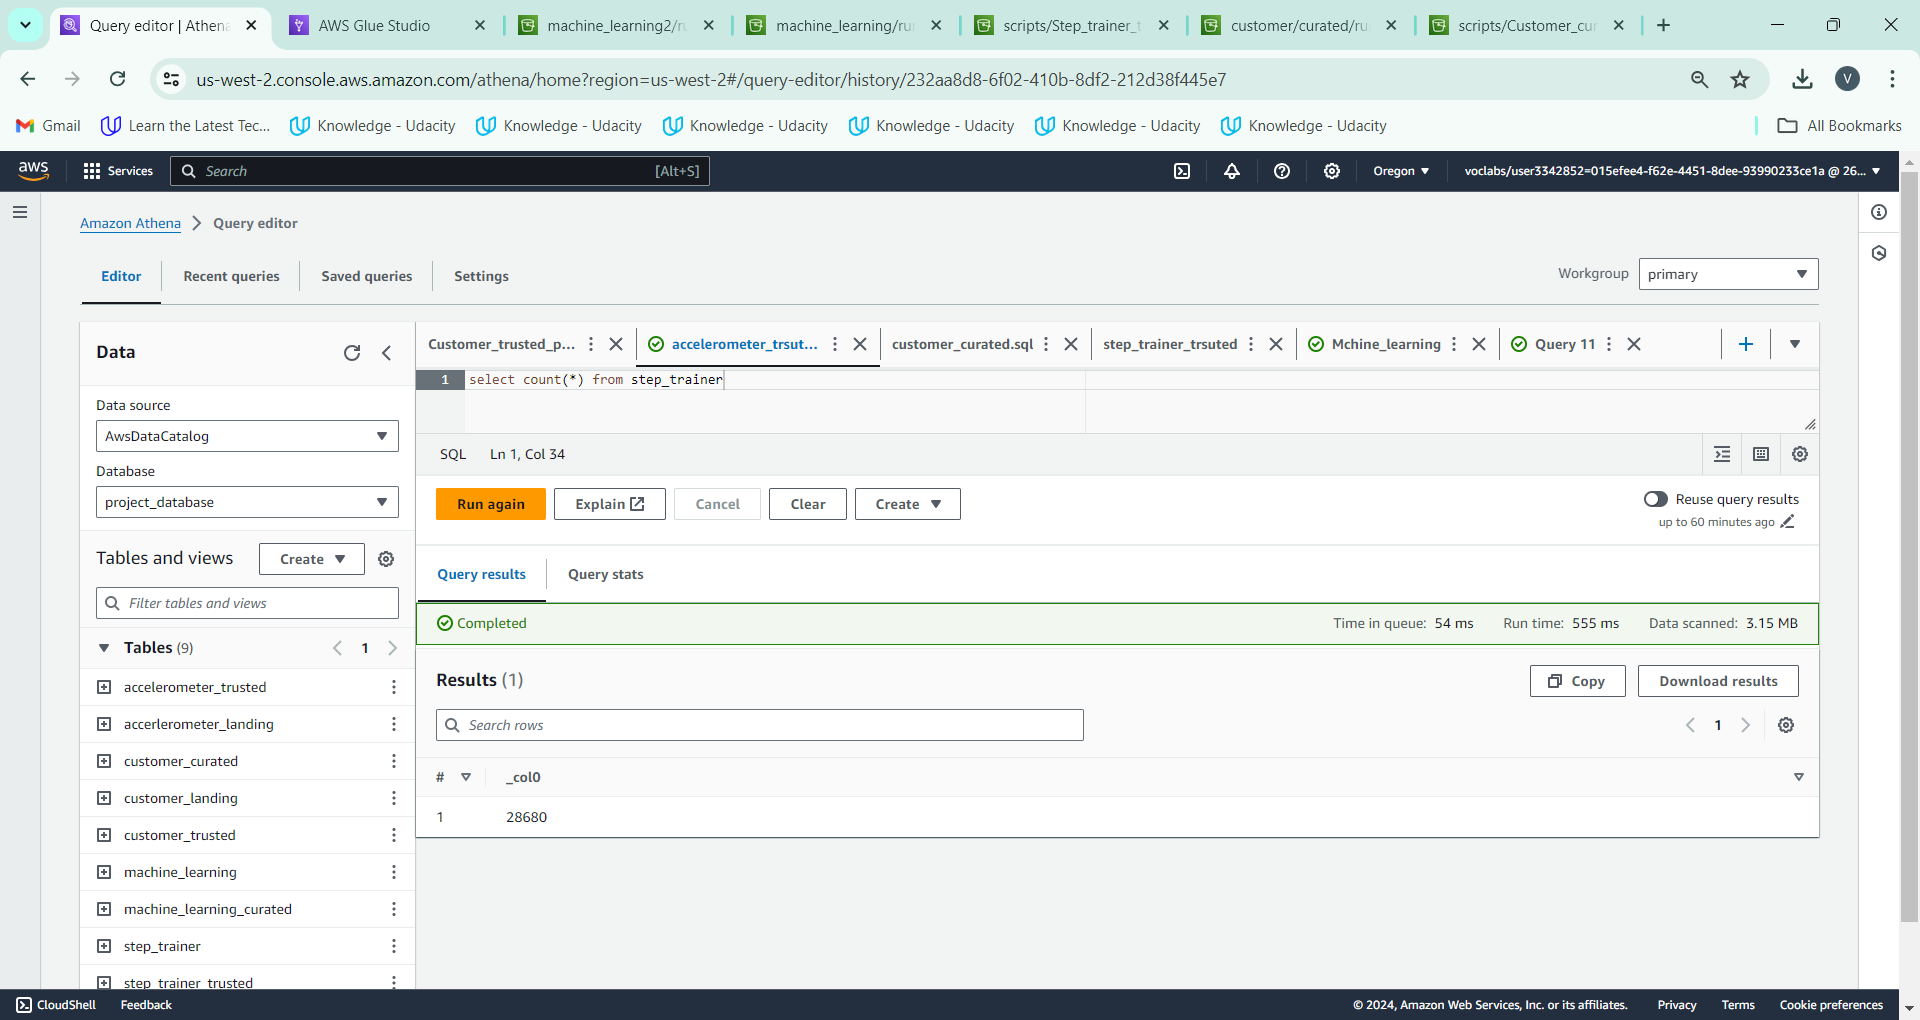 Query editor | Athena
AWS Glue Studio
machine_learning2/ru
machine_learning/run
scripts/Step_trainer_t
customer/curated/ru
scripts/Customer_cur
us-west-2.console.aws.amazon.com/athena/home?region=us-west-2#/query-editor/history/232aa8d8-6f02-410b-8df2-212d38f445e7
V
Gmail
Learn the Latest Tec...
Knowledge - Udacity
Knowledge - Udacity
Knowledge - Udacity
Knowledge - Udacity
Knowledge - Udacity
Knowledge - Udacity
All Bookmarks
aws
Services
Search
[Alt+S]
Oregon
voclabs/user3342852=015efee4-f62e-4451-8dee-93990233ce1a @ 26...
Amazon Athena
Query editor
Editor
Recent queries
Saved queries
Settings
Workgroup
primary
Data
Data source
AwsDataCatalog
Database
project_database
Tables and views
Create
Filter tables and views
Tables (9)
1
accelerometer_trusted
accerlerometer_landing
customer_curated
customer_landing
customer_trusted
machine_learning
machine_learning_curated
step_trainer
step_trainer_trusted
Customer_trusted_p...
accelerometer_trsut...
customer_curated.sql
step_trainer_trsuted
Mchine_learning
Query 11
1
select count(*) from step_trainer
SQL
Ln 1, Col 34
Run again
Explain
Cancel
Clear
Create
Reuse query results
up to 60 minutes ago
Query results
Query stats
Completed
Time in queue: 54 ms
Run time: 555 ms
Data scanned: 3.15 MB
Results (1)
Copy
Download results
Search rows
1
#
_col0
1
28680
CloudShell
Feedback
© 2024, Amazon Web Services, Inc. or its affiliates.
Privacy
Terms
Cookie preferences